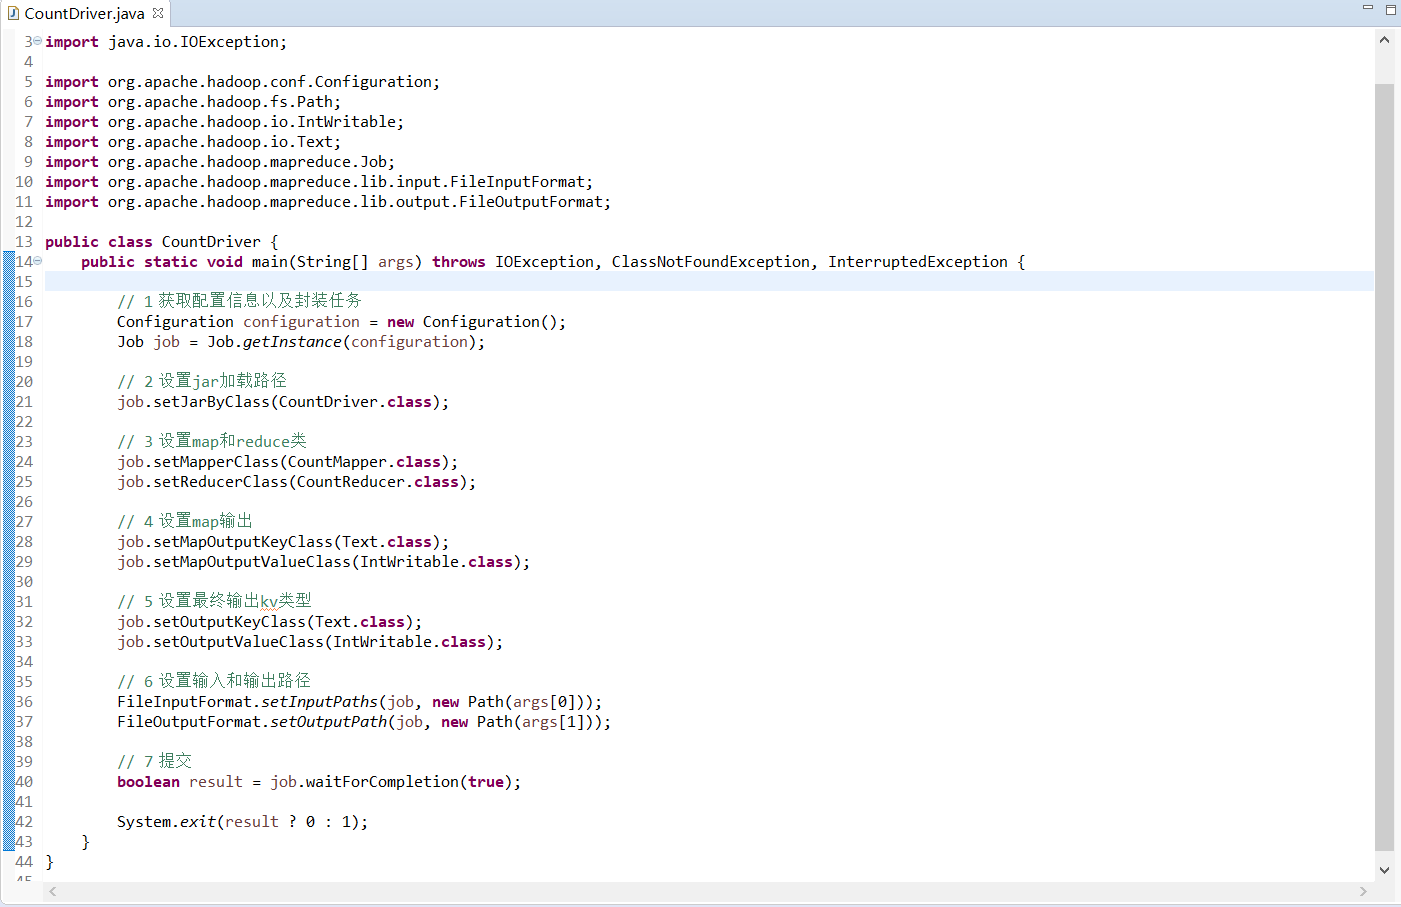 CountDriver.java
3 import java.io.IOException;
4
5 import org.apache.hadoop.conf.Configuration;
6 import org.apache.hadoop.fs.Path;
7 import org.apache.hadoop.io.IntWritable;
8 import org.apache.hadoop.io.Text;
9 import org.apache.hadoop.mapreduce.Job;
10 import org.apache.hadoop.mapreduce.lib.input.FileInputFormat;
11 import org.apache.hadoop.mapreduce.lib.output.FileOutputFormat;
12
13 public class CountDriver {
14     public static void main(String[] args) throws IOException, ClassNotFoundException, InterruptedException {
15
16         // 1 获取配置信息以及封装任务
17         Configuration configuration = new Configuration();
18         Job job = Job.getInstance(configuration);
19
20         // 2 设置jar加载路径
21         job.setJarByClass(CountDriver.class);
22
23         // 3 设置map和reduce类
24         job.setMapperClass(CountMapper.class);
25         job.setReducerClass(CountReducer.class);
26
27         // 4 设置map输出
28         job.setMapOutputKeyClass(Text.class);
29         job.setMapOutputValueClass(IntWritable.class);
30
31         // 5 设置最终输出kv类型
32         job.setOutputKeyClass(Text.class);
33         job.setOutputValueClass(IntWritable.class);
34
35         // 6 设置输入和输出路径
36         FileInputFormat.setInputPaths(job, new Path(args[0]));
37         FileOutputFormat.setOutputPath(job, new Path(args[1]));
38
39         // 7 提交
40         boolean result = job.waitForCompletion(true);
41
42         System.exit(result ? 0 : 1);
43     }
44 }
45